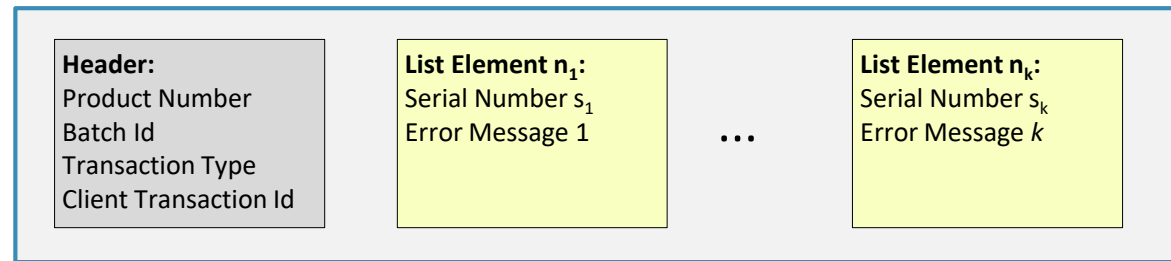 Header:
Product Number
Batch Id
Transaction Type
Client Transaction Id
List Element n₁:
Serial Number s₁
Error Message 1
...
List Element nₖ:
Serial Number sₖ
Error Message k